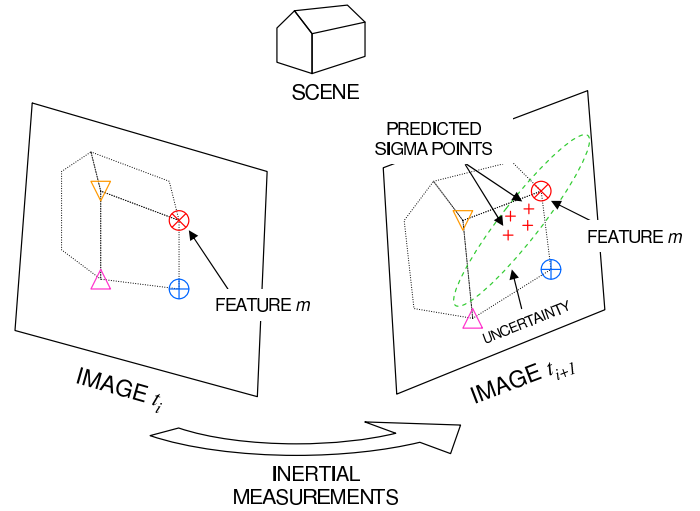 SCENE
PREDICTED
SIGMA POINTS
FEATURE m
FEATURE m
UNCERTAINTY
IMAGE t_i
IMAGE t_{i+1}
INERTIAL
MEASUREMENTS